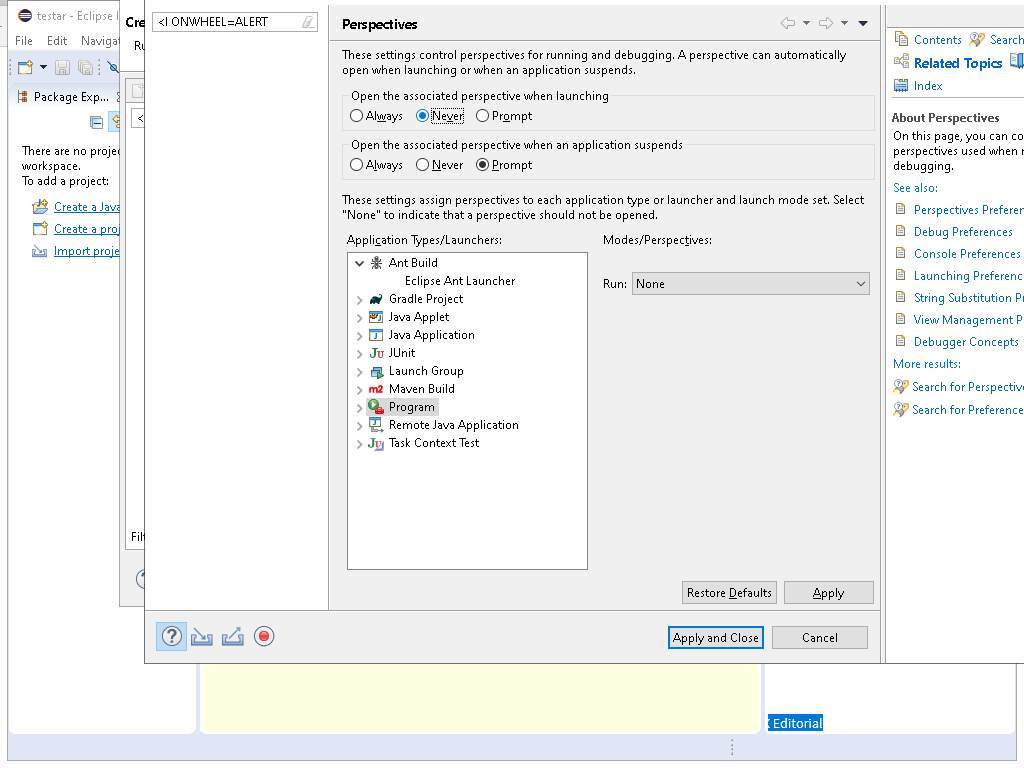 testar - Eclipse
File Edit Naviga
Package Exp...
There are no proje
workspace.
To add a project:
Create a Java
Create a proj
Import proje
Cre
Ru
<
Filt
<I ONWHEEL=ALERT
Perspectives
These settings control perspectives for running and debugging. A perspective can automatically
open when launching or when an application suspends.
Open the associated perspective when launching
Always Never Prompt
Open the associated perspective when an application suspends
Always Never Prompt
These settings assign perspectives to each application type or launcher and launch mode set. Select
"None" to indicate that a perspective should not be opened.
Application Types/Launchers:
Modes/Perspectives:
Ant Build
Eclipse Ant Launcher
Gradle Project
Java Applet
Java Application
JUnit
Launch Group
Maven Build
Program
Remote Java Application
Task Context Test
Run: None
Restore Defaults Apply
Apply and Close Cancel
Contents Search
Related Topics
Index
About Perspectives
On this page, you can co
perspectives used when r
debugging.
See also:
Perspectives Preferen
Debug Preferences
Console Preferences
Launching Preferenc
String Substitution Pr
View Management P
Debugger Concepts
More results:
Search for Perspective
Search for Preference
Editorial